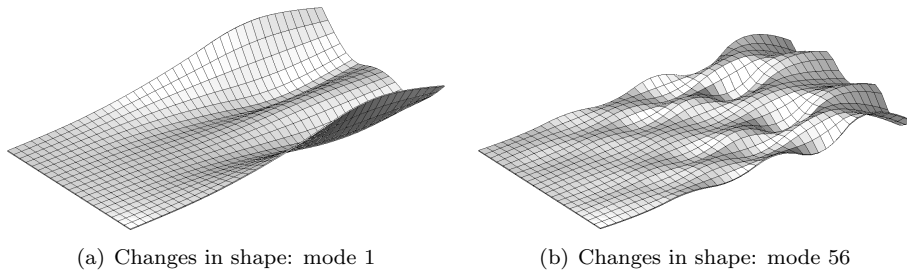 (a) Changes in shape: mode 1
(b) Changes in shape: mode 56